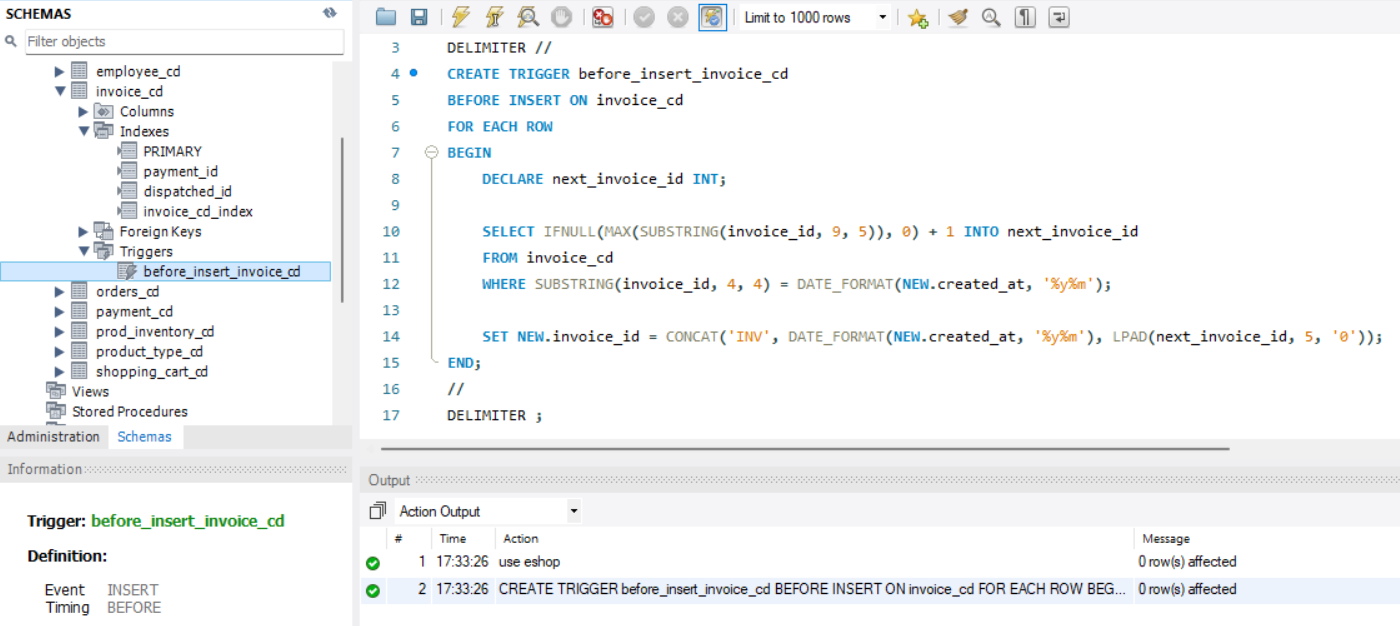 SCHEMAS
Filter objects
employee_cd
invoice_cd
Columns
Indexes
PRIMARY
payment_id
dispatched_id
invoice_cd_index
Foreign Keys
Triggers
before_insert_invoice_cd
orders_cd
payment_cd
prod_inventory_cd
product_type_cd
shopping_cart_cd
Views
Stored Procedures
Administration Schemas
Information
Trigger: before_insert_invoice_cd
Definition:
Event INSERT
Timing BEFORE
Limit to 1000 rows
3 DELIMITER //
4 CREATE TRIGGER before_insert_invoice_cd
5 BEFORE INSERT ON invoice_cd
6 FOR EACH ROW
7 BEGIN
8 DECLARE next_invoice_id INT;
9
10 SELECT IFNULL(MAX(SUBSTRING(invoice_id, 9, 5)), 0) + 1 INTO next_invoice_id
11 FROM invoice_cd
12 WHERE SUBSTRING(invoice_id, 4, 4) = DATE_FORMAT(NEW.created_at, '%y%m');
13
14 SET NEW.invoice_id = CONCAT('INV', DATE_FORMAT(NEW.created_at, '%y%m'), LPAD(next_invoice_id, 5, '0'));
15 END;
16 //
17 DELIMITER ;
Output
Action Output
# Time Action Message
1 17:33:26 use eshop 0 row(s) affected
2 17:33:26 CREATE TRIGGER before_insert_invoice_cd BEFORE INSERT ON invoice_cd FOR EACH ROW BEG... 0 row(s) affected